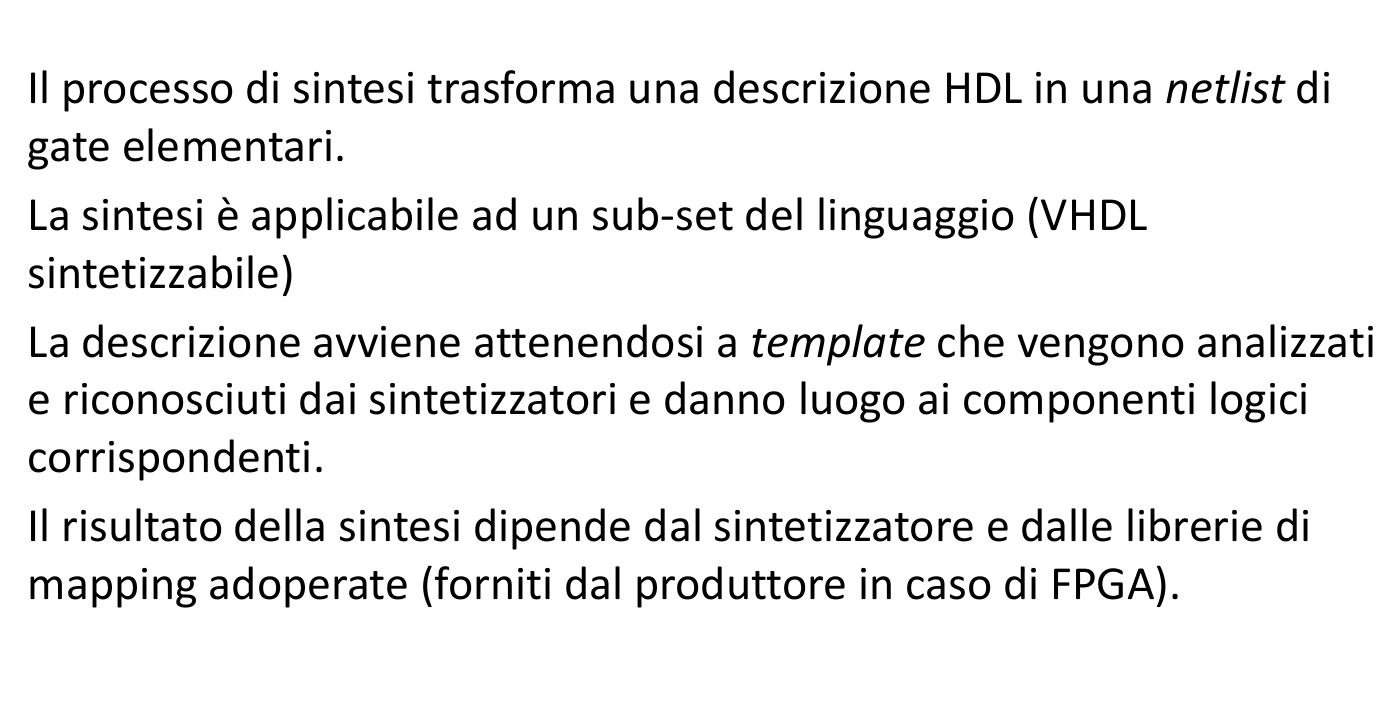 Il processo di sintesi trasforma una descrizione HDL in una netlist di
gate elementari.
La sintesi è applicabile ad un sub-set del linguaggio (VHDL
sintetizzabile)
La descrizione avviene attenendosi a template che vengono analizzati
e riconosciuti dai sintetizzatori e danno luogo ai componenti logici
corrispondenti.
Il risultato della sintesi dipende dal sintetizzatore e dalle librerie di
mapping adoperate (forniti dal produttore in caso di FPGA).